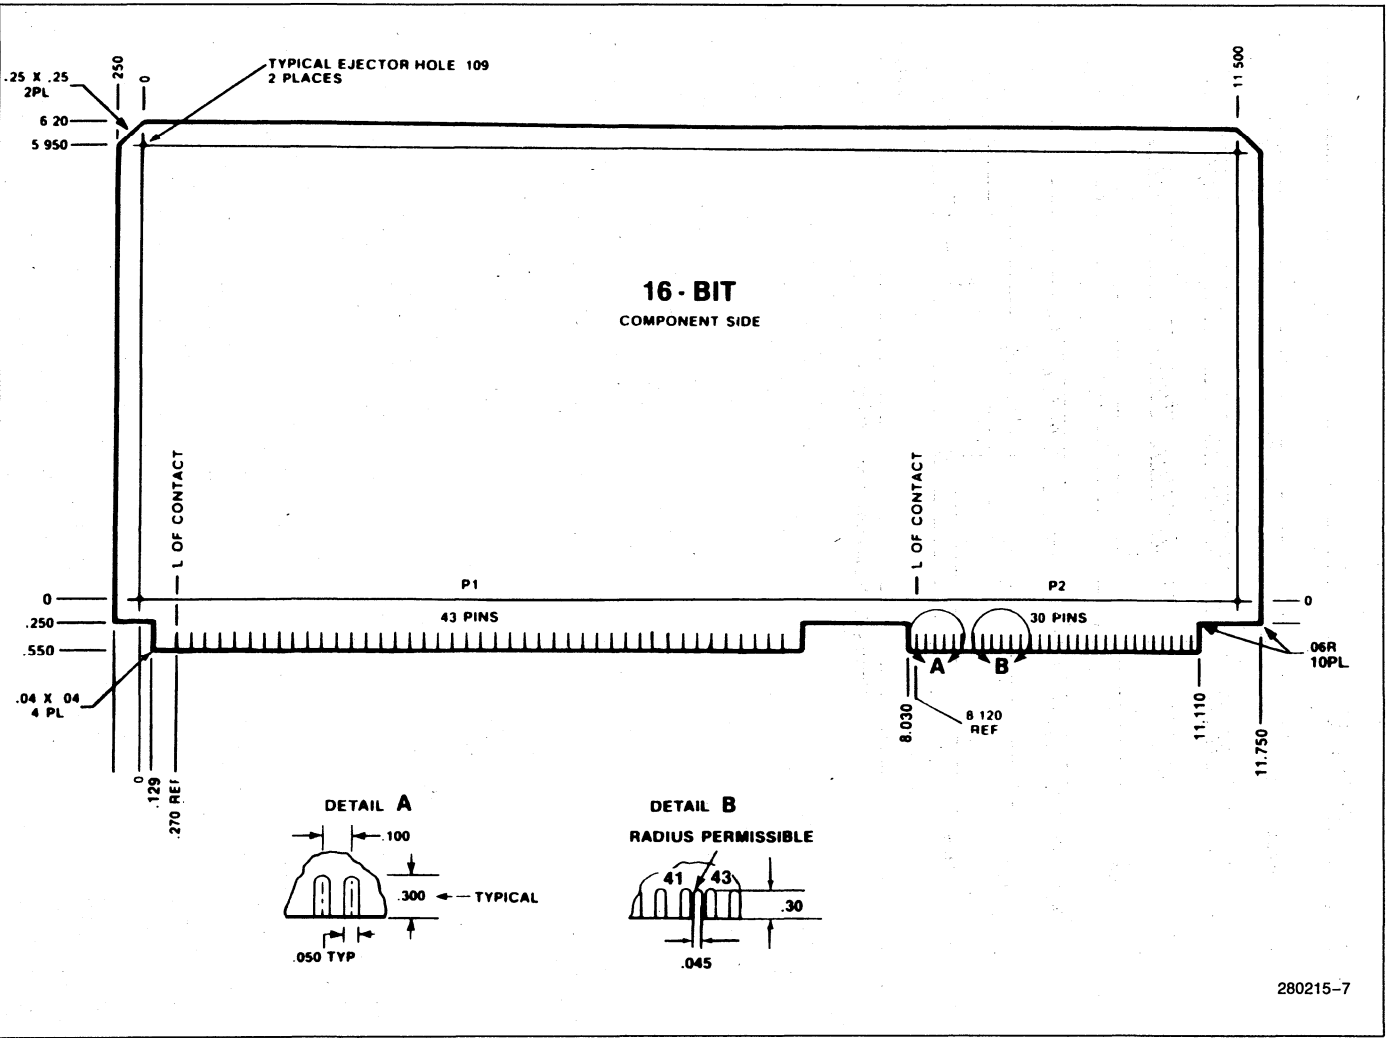 250
0
TYPICAL EJECTOR HOLE 109
2 PLACES
11 500
.25 X .25
2PL
6 20
5 950
16 - BIT
COMPONENT SIDE
L OF CONTACT
L OF CONTACT
P1
P2
0
0
43 PINS
30 PINS
.250
.550
A
B
.06R
10PL
.04 X 04
4 PL
8.030
8 120
REF
11.110
11.750
0
.129
.270 REF
DETAIL A
DETAIL B
.100
RADIUS PERMISSIBLE
41
43
.300
TYPICAL
.30
.050 TYP
.045
280215-7